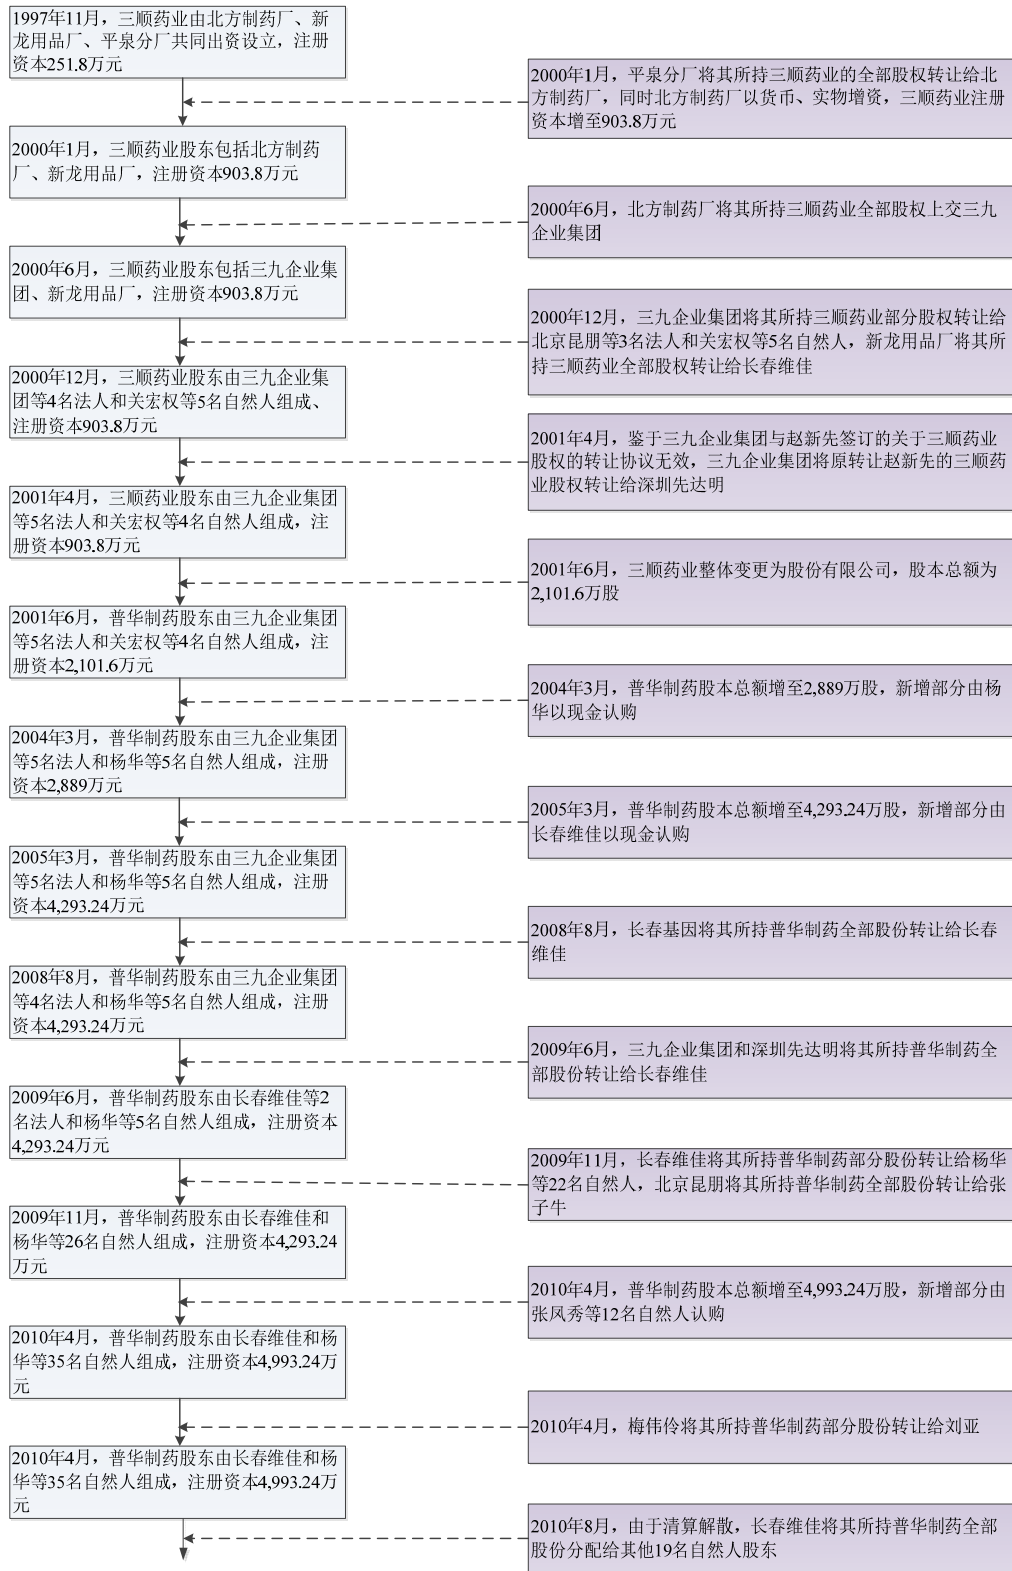 1997年11月，三顺药业由北方制药厂、新
龙用品厂、平泉分厂共同出资设立，注册
资本251.8万元
2000年1月，平泉分厂将其所持三顺药业的全部股权转让给北
方制药厂，同时北方制药厂以货币、实物增资，三顺药业注册
资本增至903.8万元
2000年1月，三顺药业股东包括北方制药
厂、新龙用品厂，注册资本903.8万元
2000年6月，北方制药厂将其所持三顺药业全部股权上交三九
企业集团
2000年6月，三顺药业股东包括三九企业集
团、新龙用品厂，注册资本903.8万元
2000年12月，三九企业集团将其所持三顺药业部分股权转让给
北京昆朋等3名法人和关宏权等5名自然人，新龙用品厂将其所
持三顺药业全部股权转让给长春维佳
2000年12月，三顺药业股东由三九企业集
团等4名法人和关宏权等5名自然人组成、
注册资本903.8万元
2001年4月，鉴于三九企业集团与赵新先签订的关于三顺药业
股权的转让协议无效，三九企业集团将原转让赵新先的三顺药
业股权转让给深圳先达明
2001年4月，三顺药业股东由三九企业集团
等5名法人和关宏权等4名自然人组成，注
册资本903.8万元
2001年6月，三顺药业整体变更为股份有限公司，股本总额为
2,101.6万股
2001年6月，普华制药股东由三九企业集团
等5名法人和关宏权等4名自然人组成，注
册资本2,101.6万元
2004年3月，普华制药股本总额增至2,889万股，新增部分由杨
华以现金认购
2004年3月，普华制药股东由三九企业集团
等5名法人和杨华等5名自然人组成，注册
资本2,889万元
2005年3月，普华制药股本总额增至4,293.24万股，新增部分由
长春维佳以现金认购
2005年3月，普华制药股东由三九企业集团
等5名法人和杨华等5名自然人组成，注册
资本4,293.24万元
2008年8月，长春基因将其所持普华制药全部股份转让给长春
维佳
2008年8月，普华制药股东由三九企业集团
等4名法人和杨华等5名自然人组成，注册
资本4,293.24万元
2009年6月，三九企业集团和深圳先达明将其所持普华制药全
部股份转让给长春维佳
2009年6月，普华制药股东由长春维佳等2
名法人和杨华等5名自然人组成，注册资本
4,293.24万元
2009年11月，长春维佳将其所持普华制药部分股份转让给杨华
等22名自然人，北京昆朋将其所持普华制药全部股份转让给张
子牛
2009年11月，普华制药股东由长春维佳和
杨华等26名自然人组成，注册资本4,293.24
万元
2010年4月，普华制药股本总额增至4,993.24万股，新增部分由
张凤秀等12名自然人认购
2010年4月，普华制药股东由长春维佳和杨
华等35名自然人组成，注册资本4,993.24万
元
2010年4月，梅伟伶将其所持普华制药部分股份转让给刘亚
2010年4月，普华制药股东由长春维佳和杨
华等35名自然人组成，注册资本4,993.24万
元
2010年8月，由于清算解散，长春维佳将其所持普华制药全部
股份分配给其他19名自然人股东